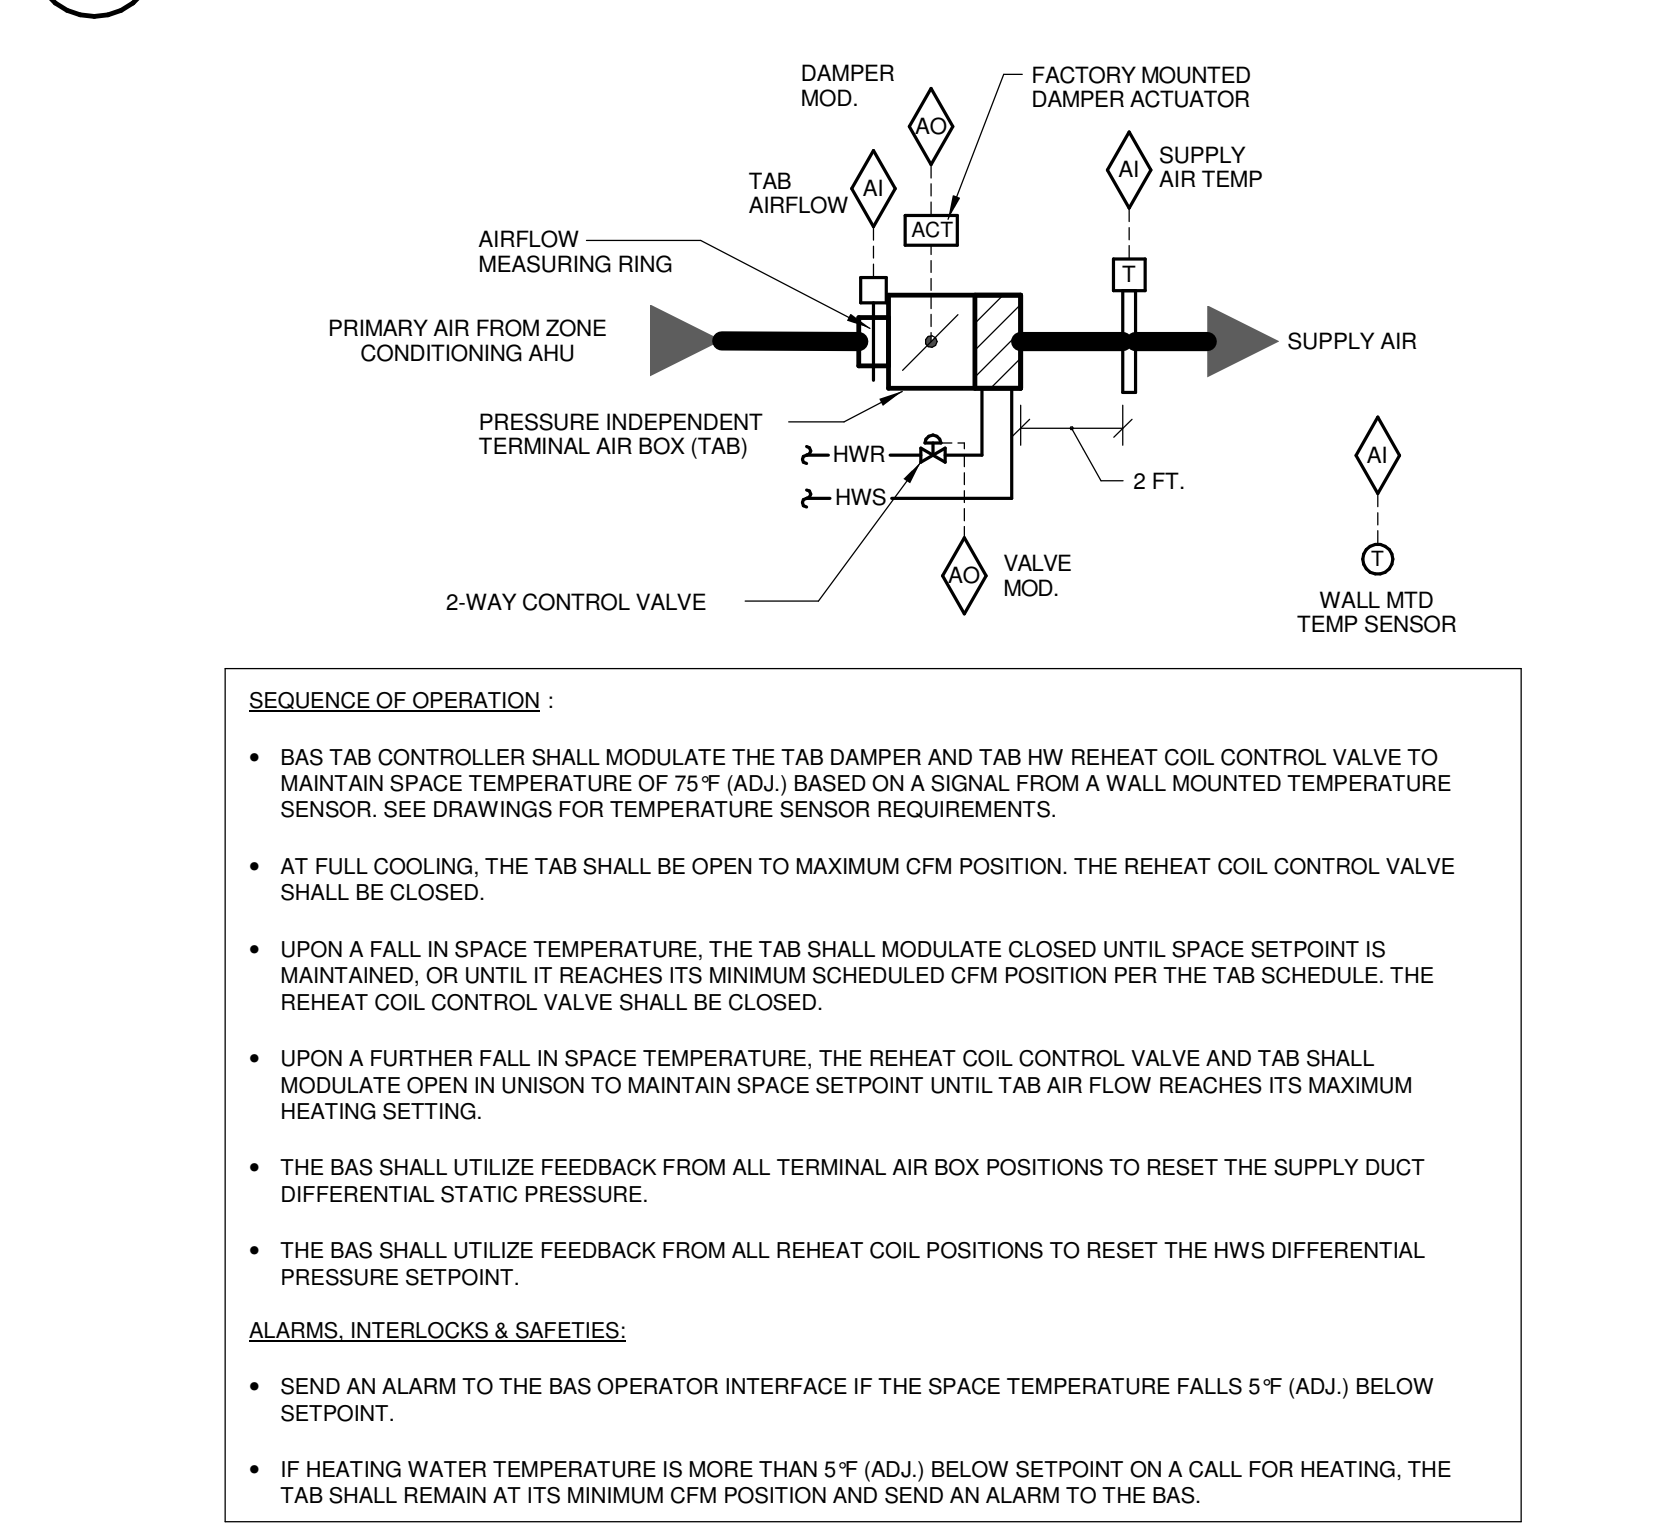 DAMPER
MOD.
AO
FACTORY MOUNTED
DAMPER ACTUATOR
TAB
AIRFLOW
AI
ACT
AI
SUPPLY
AIR TEMP
AIRFLOW
MEASURING RING
T
PRIMARY AIR FROM ZONE
CONDITIONING AHU
SUPPLY AIR
PRESSURE INDEPENDENT
TERMINAL AIR BOX (TAB)
HWR
HWS
2 FT.
AI
T
WALL MTD
TEMP SENSOR
AO
VALVE
MOD.
2-WAY CONTROL VALVE
SEQUENCE OF OPERATION :
• BAS TAB CONTROLLER SHALL MODULATE THE TAB DAMPER AND TAB HW REHEAT COIL CONTROL VALVE TO
MAINTAIN SPACE TEMPERATURE OF 75°F (ADJ.) BASED ON A SIGNAL FROM A WALL MOUNTED TEMPERATURE
SENSOR. SEE DRAWINGS FOR TEMPERATURE SENSOR REQUIREMENTS.
• AT FULL COOLING, THE TAB SHALL BE OPEN TO MAXIMUM CFM POSITION. THE REHEAT COIL CONTROL VALVE
SHALL BE CLOSED.
• UPON A FALL IN SPACE TEMPERATURE, THE TAB SHALL MODULATE CLOSED UNTIL SPACE SETPOINT IS
MAINTAINED, OR UNTIL IT REACHES ITS MINIMUM SCHEDULED CFM POSITION PER THE TAB SCHEDULE. THE
REHEAT COIL CONTROL VALVE SHALL BE CLOSED.
• UPON A FURTHER FALL IN SPACE TEMPERATURE, THE REHEAT COIL CONTROL VALVE AND TAB SHALL
MODULATE OPEN IN UNISON TO MAINTAIN SPACE SETPOINT UNTIL TAB AIR FLOW REACHES ITS MAXIMUM
HEATING SETTING.
• THE BAS SHALL UTILIZE FEEDBACK FROM ALL TERMINAL AIR BOX POSITIONS TO RESET THE SUPPLY DUCT
DIFFERENTIAL STATIC PRESSURE.
• THE BAS SHALL UTILIZE FEEDBACK FROM ALL REHEAT COIL POSITIONS TO RESET THE HWS DIFFERENTIAL
PRESSURE SETPOINT.
ALARMS, INTERLOCKS & SAFETIES:
• SEND AN ALARM TO THE BAS OPERATOR INTERFACE IF THE SPACE TEMPERATURE FALLS 5°F (ADJ.) BELOW
SETPOINT.
• IF HEATING WATER TEMPERATURE IS MORE THAN 5°F (ADJ.) BELOW SETPOINT ON A CALL FOR HEATING, THE
TAB SHALL REMAIN AT ITS MINIMUM CFM POSITION AND SEND AN ALARM TO THE BAS.